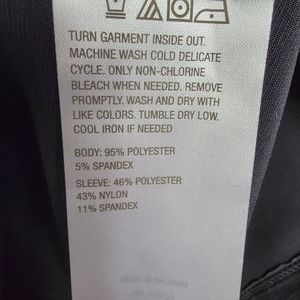 TURN GARMENT INSIDE OUT.
MACHINE WASH COLD DELICATE
CYCLE. ONLY NON-CHLORINE
BLEACH WHEN NEEDED. REMOVE
PROMPTLY. WASH AND DRY WITH
LIKE COLORS. TUMBLE DRY LOW.
COOL IRON IF NEEDED
BODY: 95% POLYESTER
5% SPANDEX
SLEEVE: 46% POLYESTER
43% NYLON
11% SPANDEX